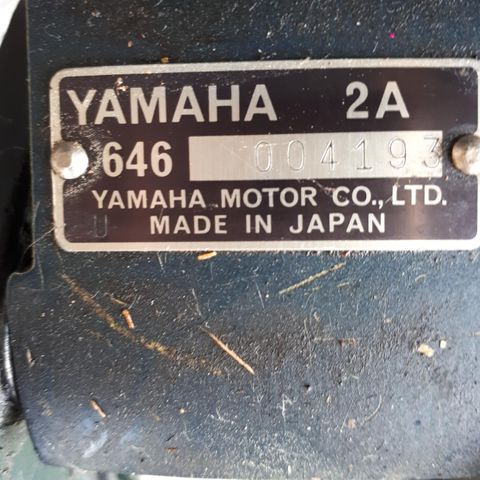 YAMAHA 2A
646 004193
YAMAHA MOTOR CO., LTD.
U MADE IN JAPAN